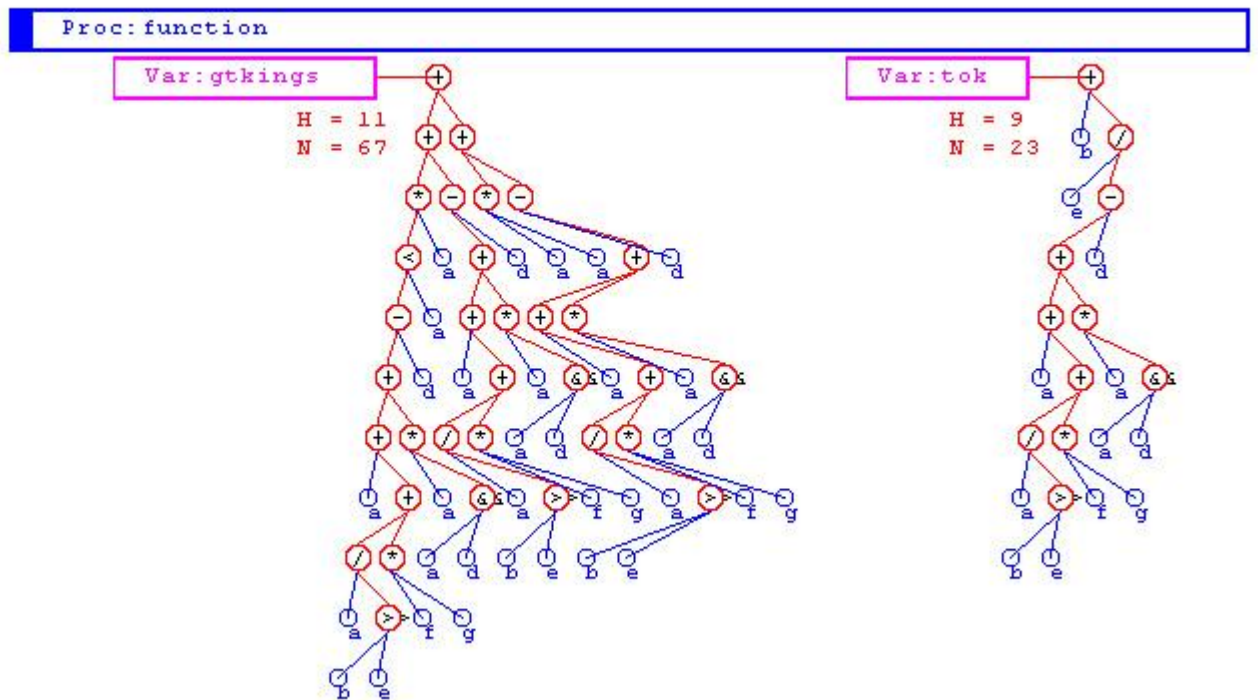 Proc:function
Var:gtkings + Var:tok +
H = 11 H = 9
N = 67 + + N = 23 b /
* - * - e -
< a + d a a + d + d
- a + * + * + *
+ d a + a && a + a && a + a &&
+ * / * a d / * a d / * a d
a + a && a >> f g a >> f g a >> f g
/ * a d b e b e b e
a >> f g
b e